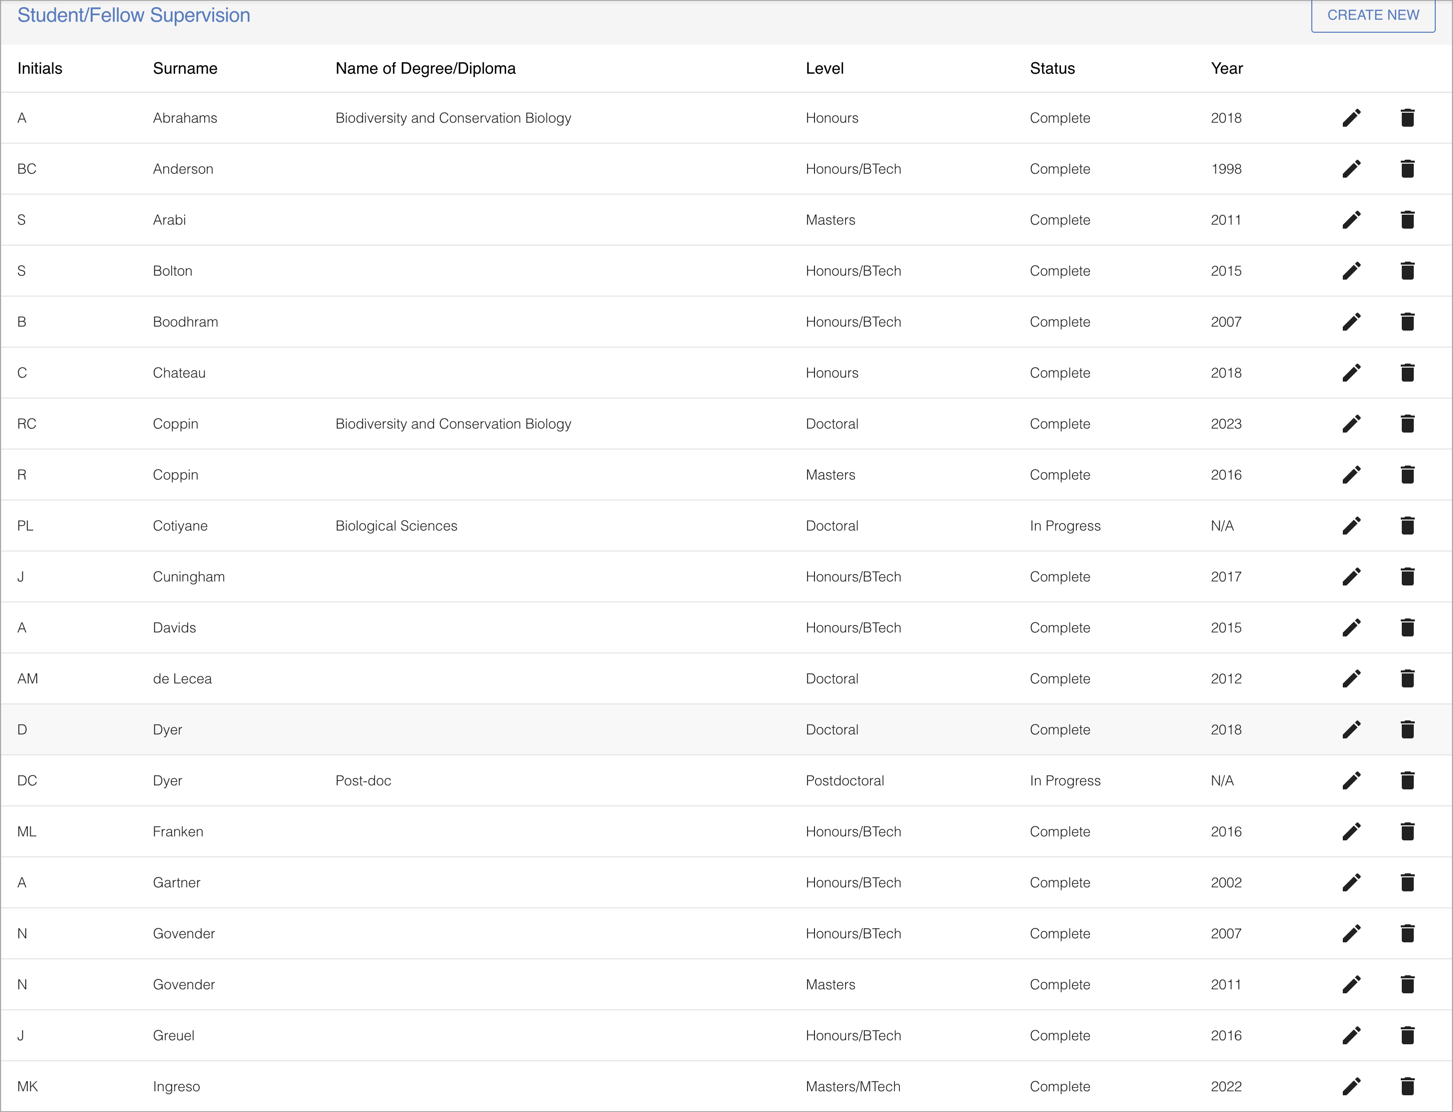 Student/Fellow Supervision CREATE NEW
Initials Surname Name of Degree/Diploma Level Status Year
A Abrahams Biodiversity and Conservation Biology Honours Complete 2018
BC Anderson Honours/BTech Complete 1998
S Arabi Masters Complete 2011
S Bolton Honours/BTech Complete 2015
B Boodhram Honours/BTech Complete 2007
C Chateau Honours Complete 2018
RC Coppin Biodiversity and Conservation Biology Doctoral Complete 2023
R Coppin Masters Complete 2016
PL Cotiyane Biological Sciences Doctoral In Progress N/A
J Cuningham Honours/BTech Complete 2017
A Davids Honours/BTech Complete 2015
AM de Lecea Doctoral Complete 2012
D Dyer Doctoral Complete 2018
DC Dyer Post-doc Postdoctoral In Progress N/A
ML Franken Honours/BTech Complete 2016
A Gartner Honours/BTech Complete 2002
N Govender Honours/BTech Complete 2007
N Govender Masters Complete 2011
J Greuel Honours/BTech Complete 2016
MK Ingreso Masters/MTech Complete 2022